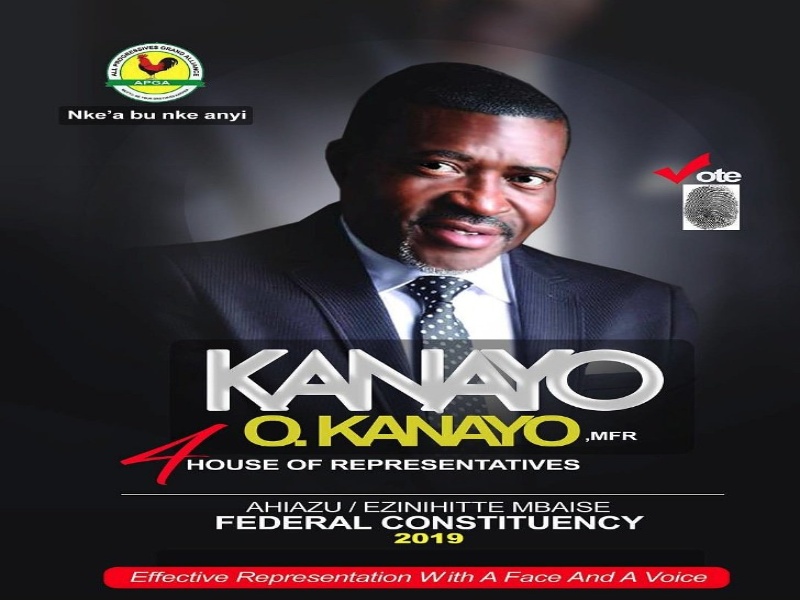 ALL PROGRESSIVES GRAND ALLIANCE
APGA
Nke'a bu nke anyi
Vote
KANAYO
O. KANAYO ,MFR
4 HOUSE OF REPRESENTATIVES
AHIAZU / EZINIHITTE MBAISE
FEDERAL CONSTITUENCY
2019
Effective Representation With A Face And A Voice